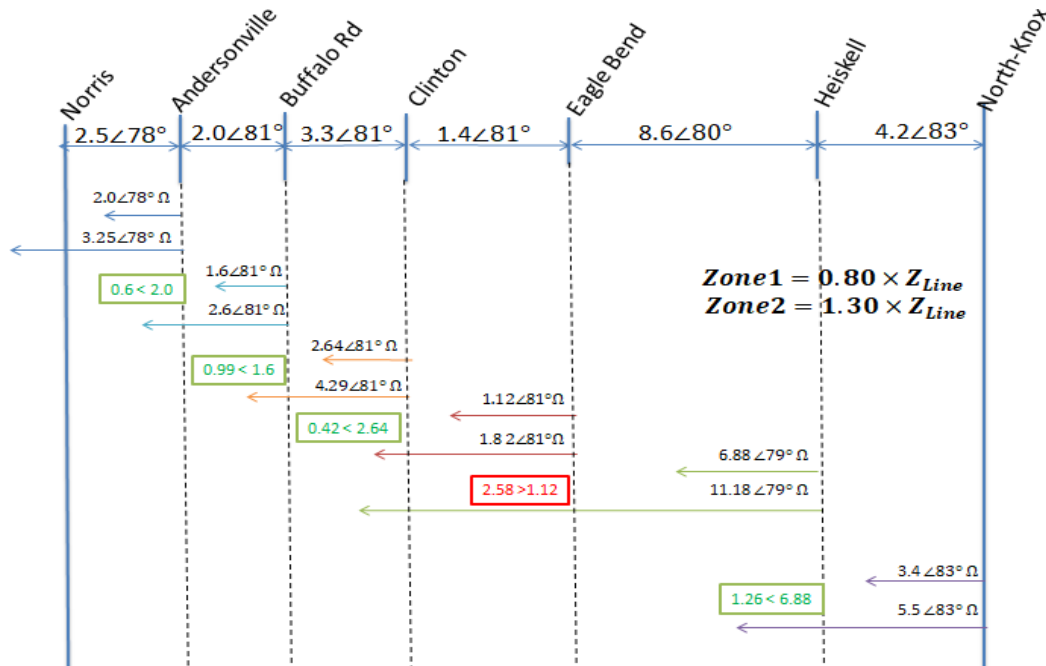 Norris
Andersonville
Buffalo Rd
Clinton
Eagle Bend
Heiskell
North-Knox
2.5∠78°
2.0∠81°
3.3∠81°
1.4∠81°
8.6∠80°
4.2∠83°
2.0∠78° Ω
3.25∠78° Ω
1.6∠81° Ω
0.6 < 2.0
2.6∠81° Ω
Zone1 = 0.80 × Z_Line
Zone2 = 1.30 × Z_Line
2.64∠81° Ω
0.99 < 1.6
4.29∠81° Ω
1.12∠81°Ω
0.42 < 2.64
1.8 2∠81°Ω
6.88 ∠79° Ω
2.58 >1.12
11.18 ∠79° Ω
3.4 ∠83° Ω
1.26 < 6.88
5.5 ∠83° Ω